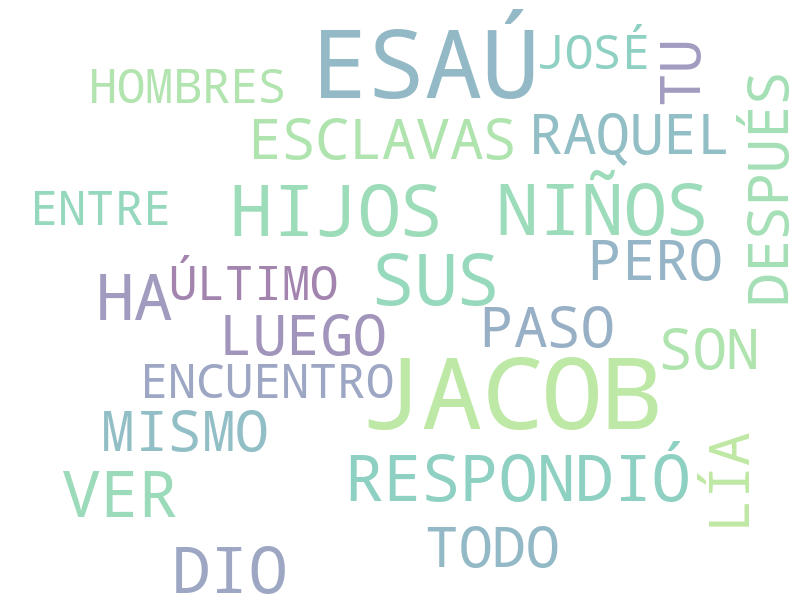 ESAÚ
JOSÉ
TU
HOMBRES
ESCLAVAS
RAQUEL
DESPUÉS
ENTRE
HIJOS
NIÑOS
PERO
HA
ÚLTIMO
SUS
LUEGO
PASO
SON
ENCUENTRO
JACOB
MISMO
RESPONDIÓ
LÍA
VER
TODO
DIO